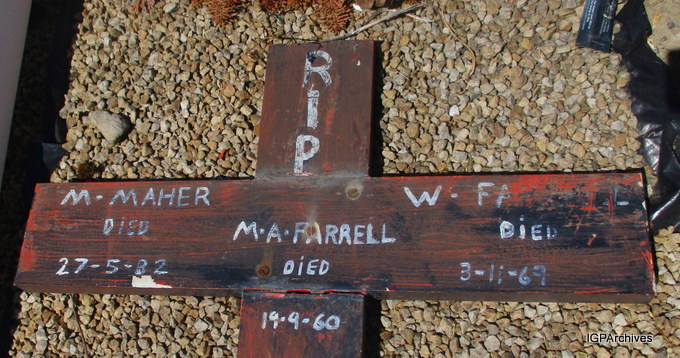 RiP
M·MAHER
DIED
27-5-82
M·A·FARRELL
DIED
19-9-60
W·
DIED
3-11-69
IGPArchives